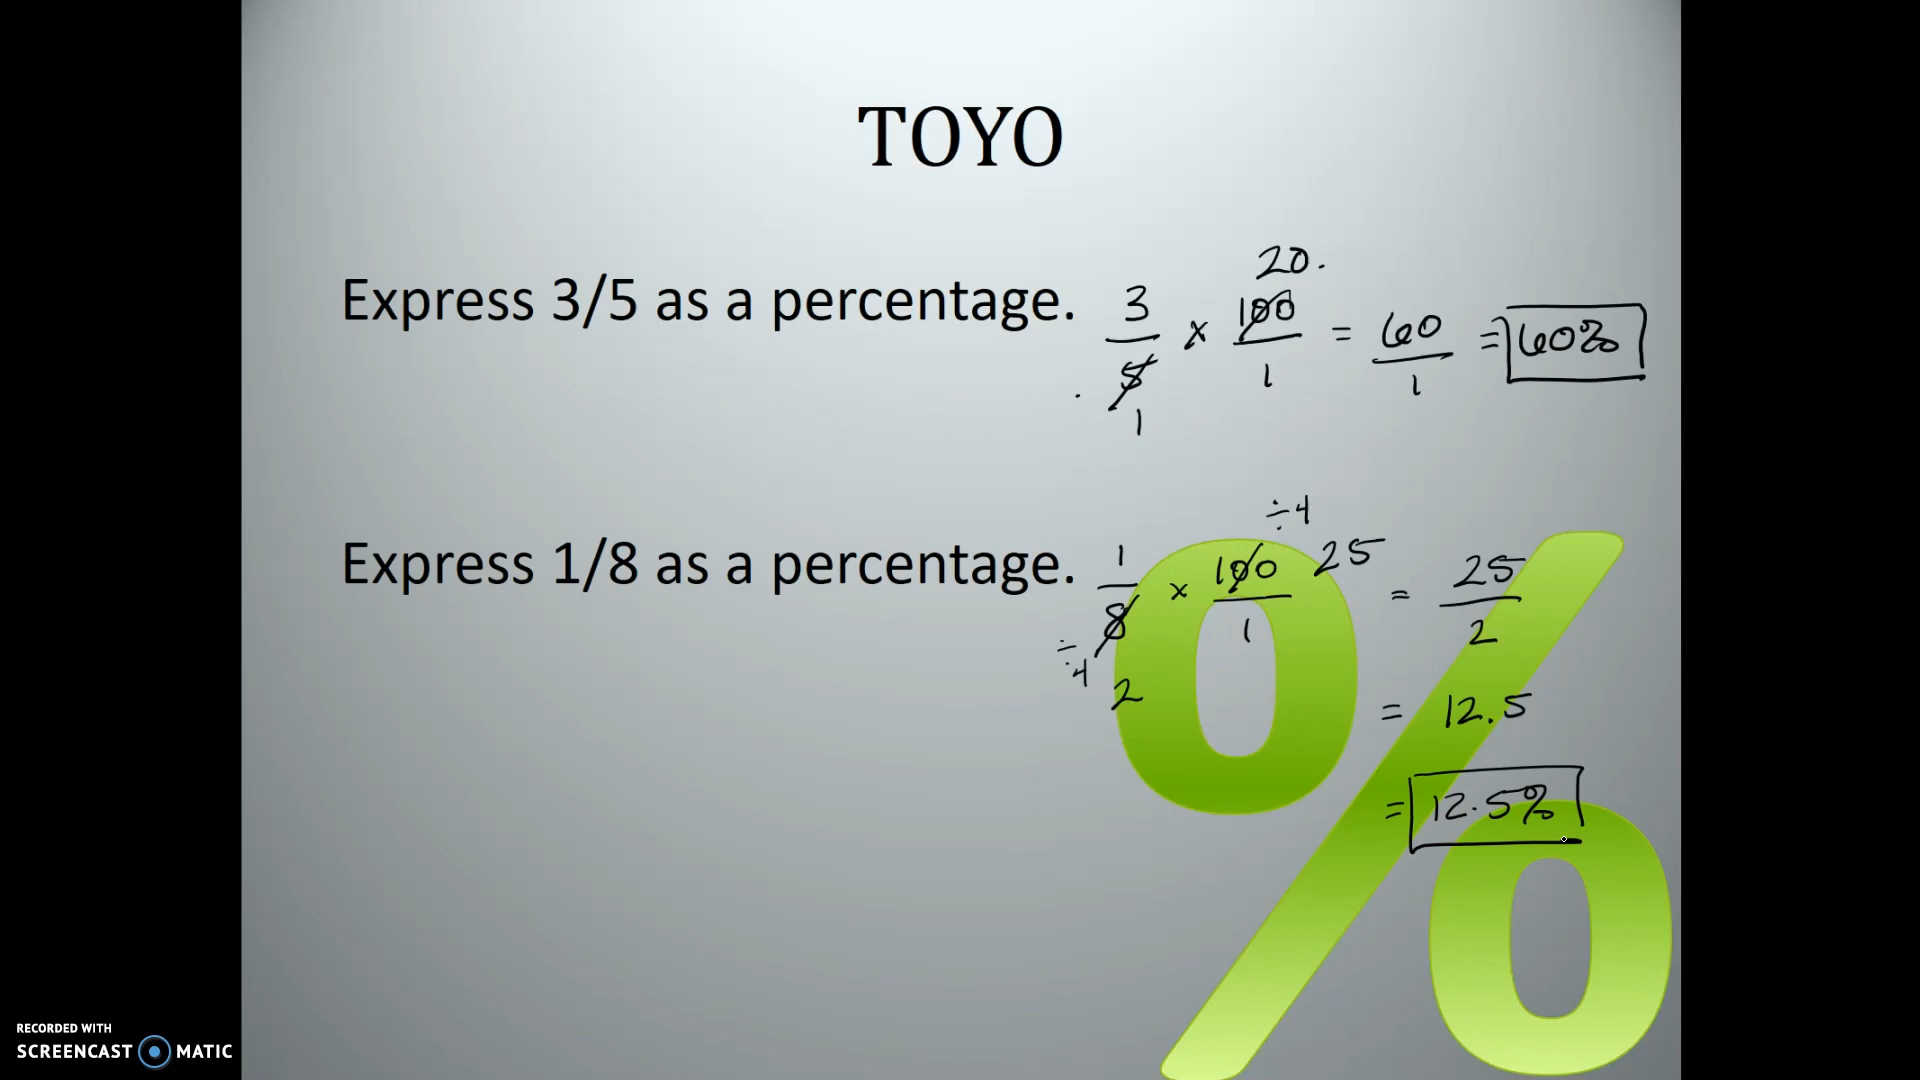 TOYO
Express 3/5 as a percentage.
20.
3/5 x 100/1 = 60/1 = 60%
1
÷4
Express 1/8 as a percentage.
1/8 x 100/1 25 = 25/2
÷4 2
= 12.5
= 12.5%
RECORDED WITH
SCREENCAST MATIC